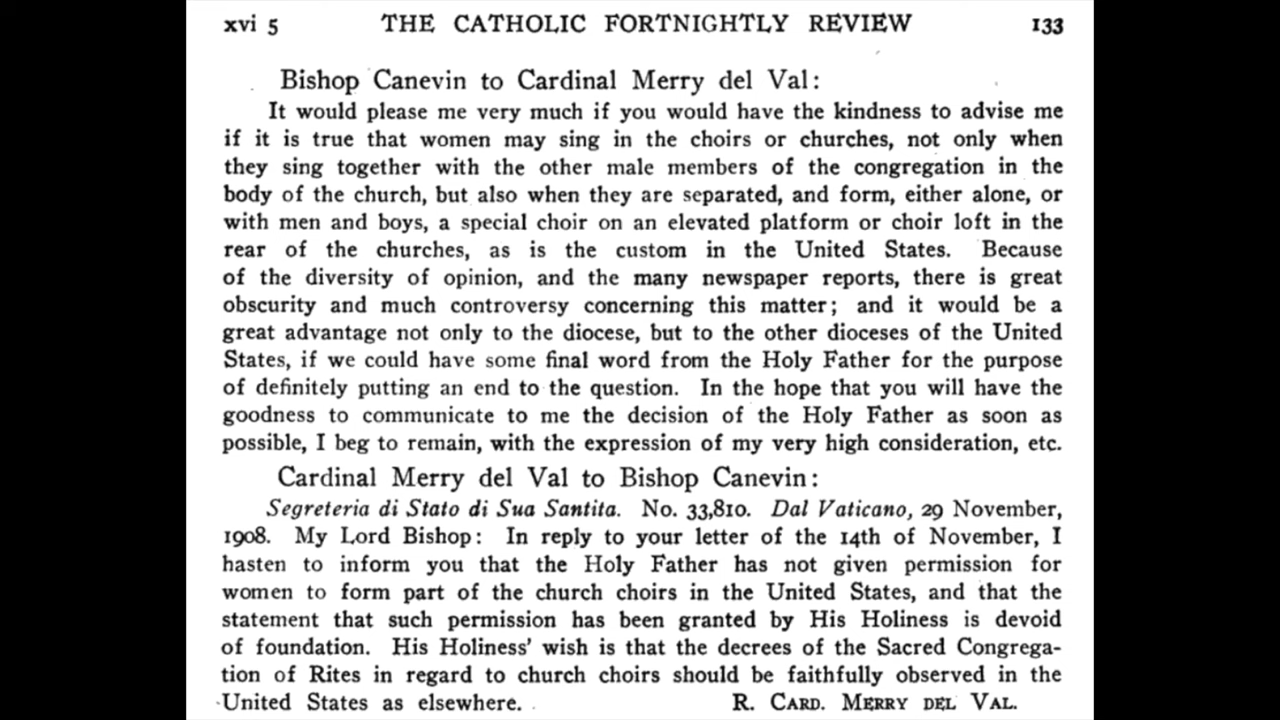 xvi 5 THE CATHOLIC FORTNIGHTLY REVIEW 133
Bishop Canevin to Cardinal Merry del Val:
It would please me very much if you would have the kindness to advise me
if it is true that women may sing in the choirs or churches, not only when
they sing together with the other male members of the congregation in the
body of the church, but also when they are separated, and form, either alone, or
with men and boys, a special choir on an elevated platform or choir loft in the
rear of the churches, as is the custom in the United States. Because
of the diversity of opinion, and the many newspaper reports, there is great
obscurity and much controversy concerning this matter; and it would be a
great advantage not only to the diocese, but to the other dioceses of the United
States, if we could have some final word from the Holy Father for the purpose
of definitely putting an end to the question. In the hope that you will have the
goodness to communicate to me the decision of the Holy Father as soon as
possible, I beg to remain, with the expression of my very high consideration, etc.
Cardinal Merry del Val to Bishop Canevin:
Segreteria di Stato di Sua Santita. No. 33,810. Dal Vaticano, 29 November,
1908. My Lord Bishop: In reply to your letter of the 14th of November, I
hasten to inform you that the Holy Father has not given permission for
women to form part of the church choirs in the United States, and that the
statement that such permission has been granted by His Holiness is devoid
of foundation. His Holiness' wish is that the decrees of the Sacred Congrega-
tion of Rites in regard to church choirs should be faithfully observed in the
United States as elsewhere. R. CARD. MERRY DEL VAL.